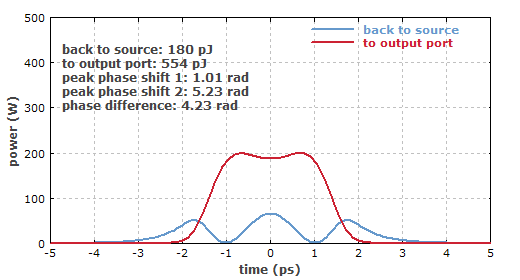 500
400
300
200
100
0
power (W)
back to source
to output port
back to source: 180 pJ
to output port: 554 pJ
peak phase shift 1: 1.01 rad
peak phase shift 2: 5.23 rad
phase difference: 4.23 rad
-5 -4 -3 -2 -1 0 1 2 3 4 5
time (ps)